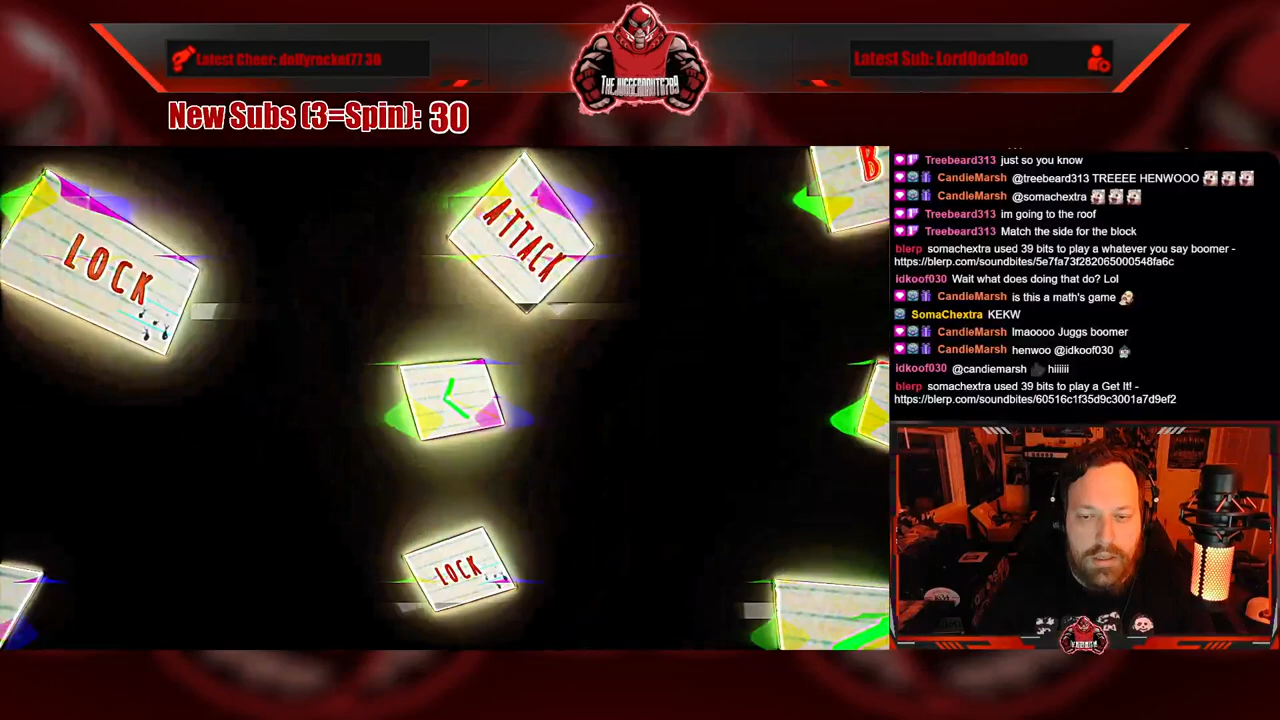 Latest Cheer: dollyrocket77 30
THEJUGGERNAUT6789
Latest Sub: LordOodaloo
New Subs (3=Spin): 30
LOCK
ATTACK
B
<
LOCK
Treebeard313 just so you know
CandieMarsh @treebeard313 TREEEE HENWOOO
CandieMarsh @somachextra
Treebeard313 im going to the roof
Treebeard313 Match the side for the block
blerp somachextra used 39 bits to play a whatever you say boomer -
https://blerp.com/soundbites/5e7fa73f282065000548fa6c
idkoof030 Wait what does doing that do? Lol
CandieMarsh is this a math's game
SomaChextra KEKW
CandieMarsh lmaoooo Juggs boomer
CandieMarsh henwoo @idkoof030
idkoof030 @candiemarsh hiiiiii
blerp somachextra used 39 bits to play a Get It! -
https://blerp.com/soundbites/60516c1f35d9c3001a7d9ef2